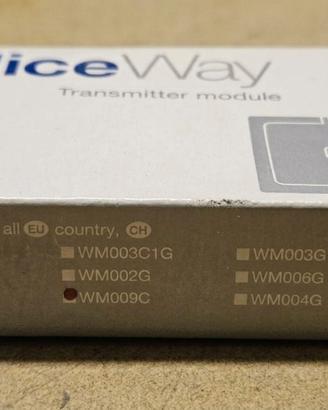 iceWay
Transmitter module
all EU country, CH
WM003C1G WM003G
WM002G WM006G
WM009C WM004G